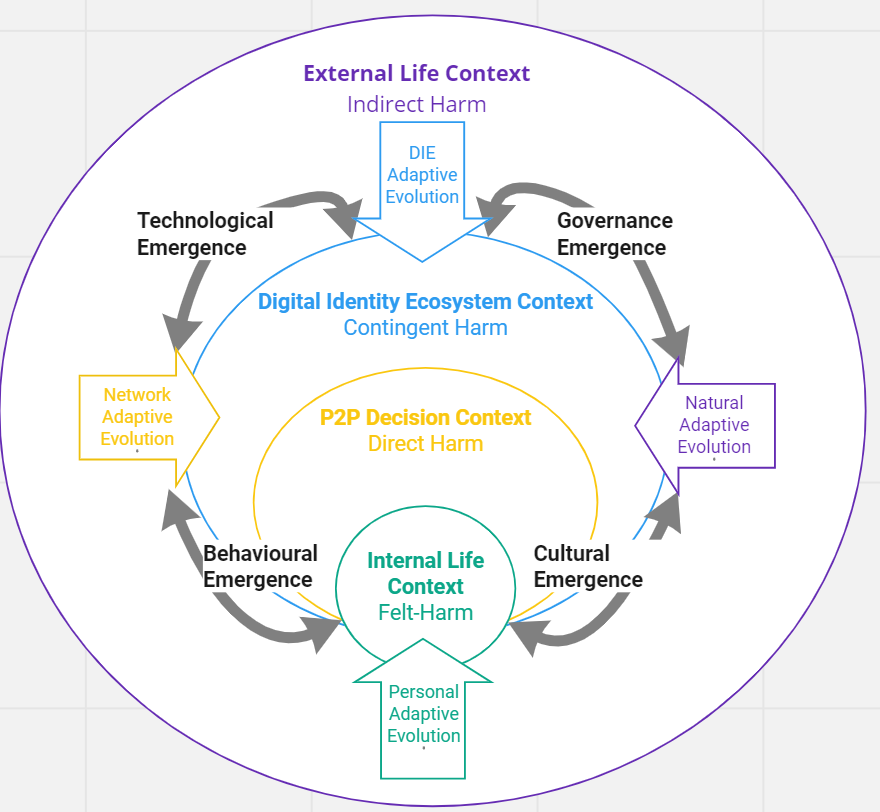 External Life Context
Indirect Harm
DIE
Adaptive
Evolution
Technological
Emergence
Governance
Emergence
Digital Identity Ecosystem Context
Contingent Harm
Network
Adaptive
Evolution
P2P Decision Context
Direct Harm
Natural
Adaptive
Evolution
Behavioural
Emergence
Internal Life
Context
Felt-Harm
Cultural
Emergence
Personal
Adaptive
Evolution